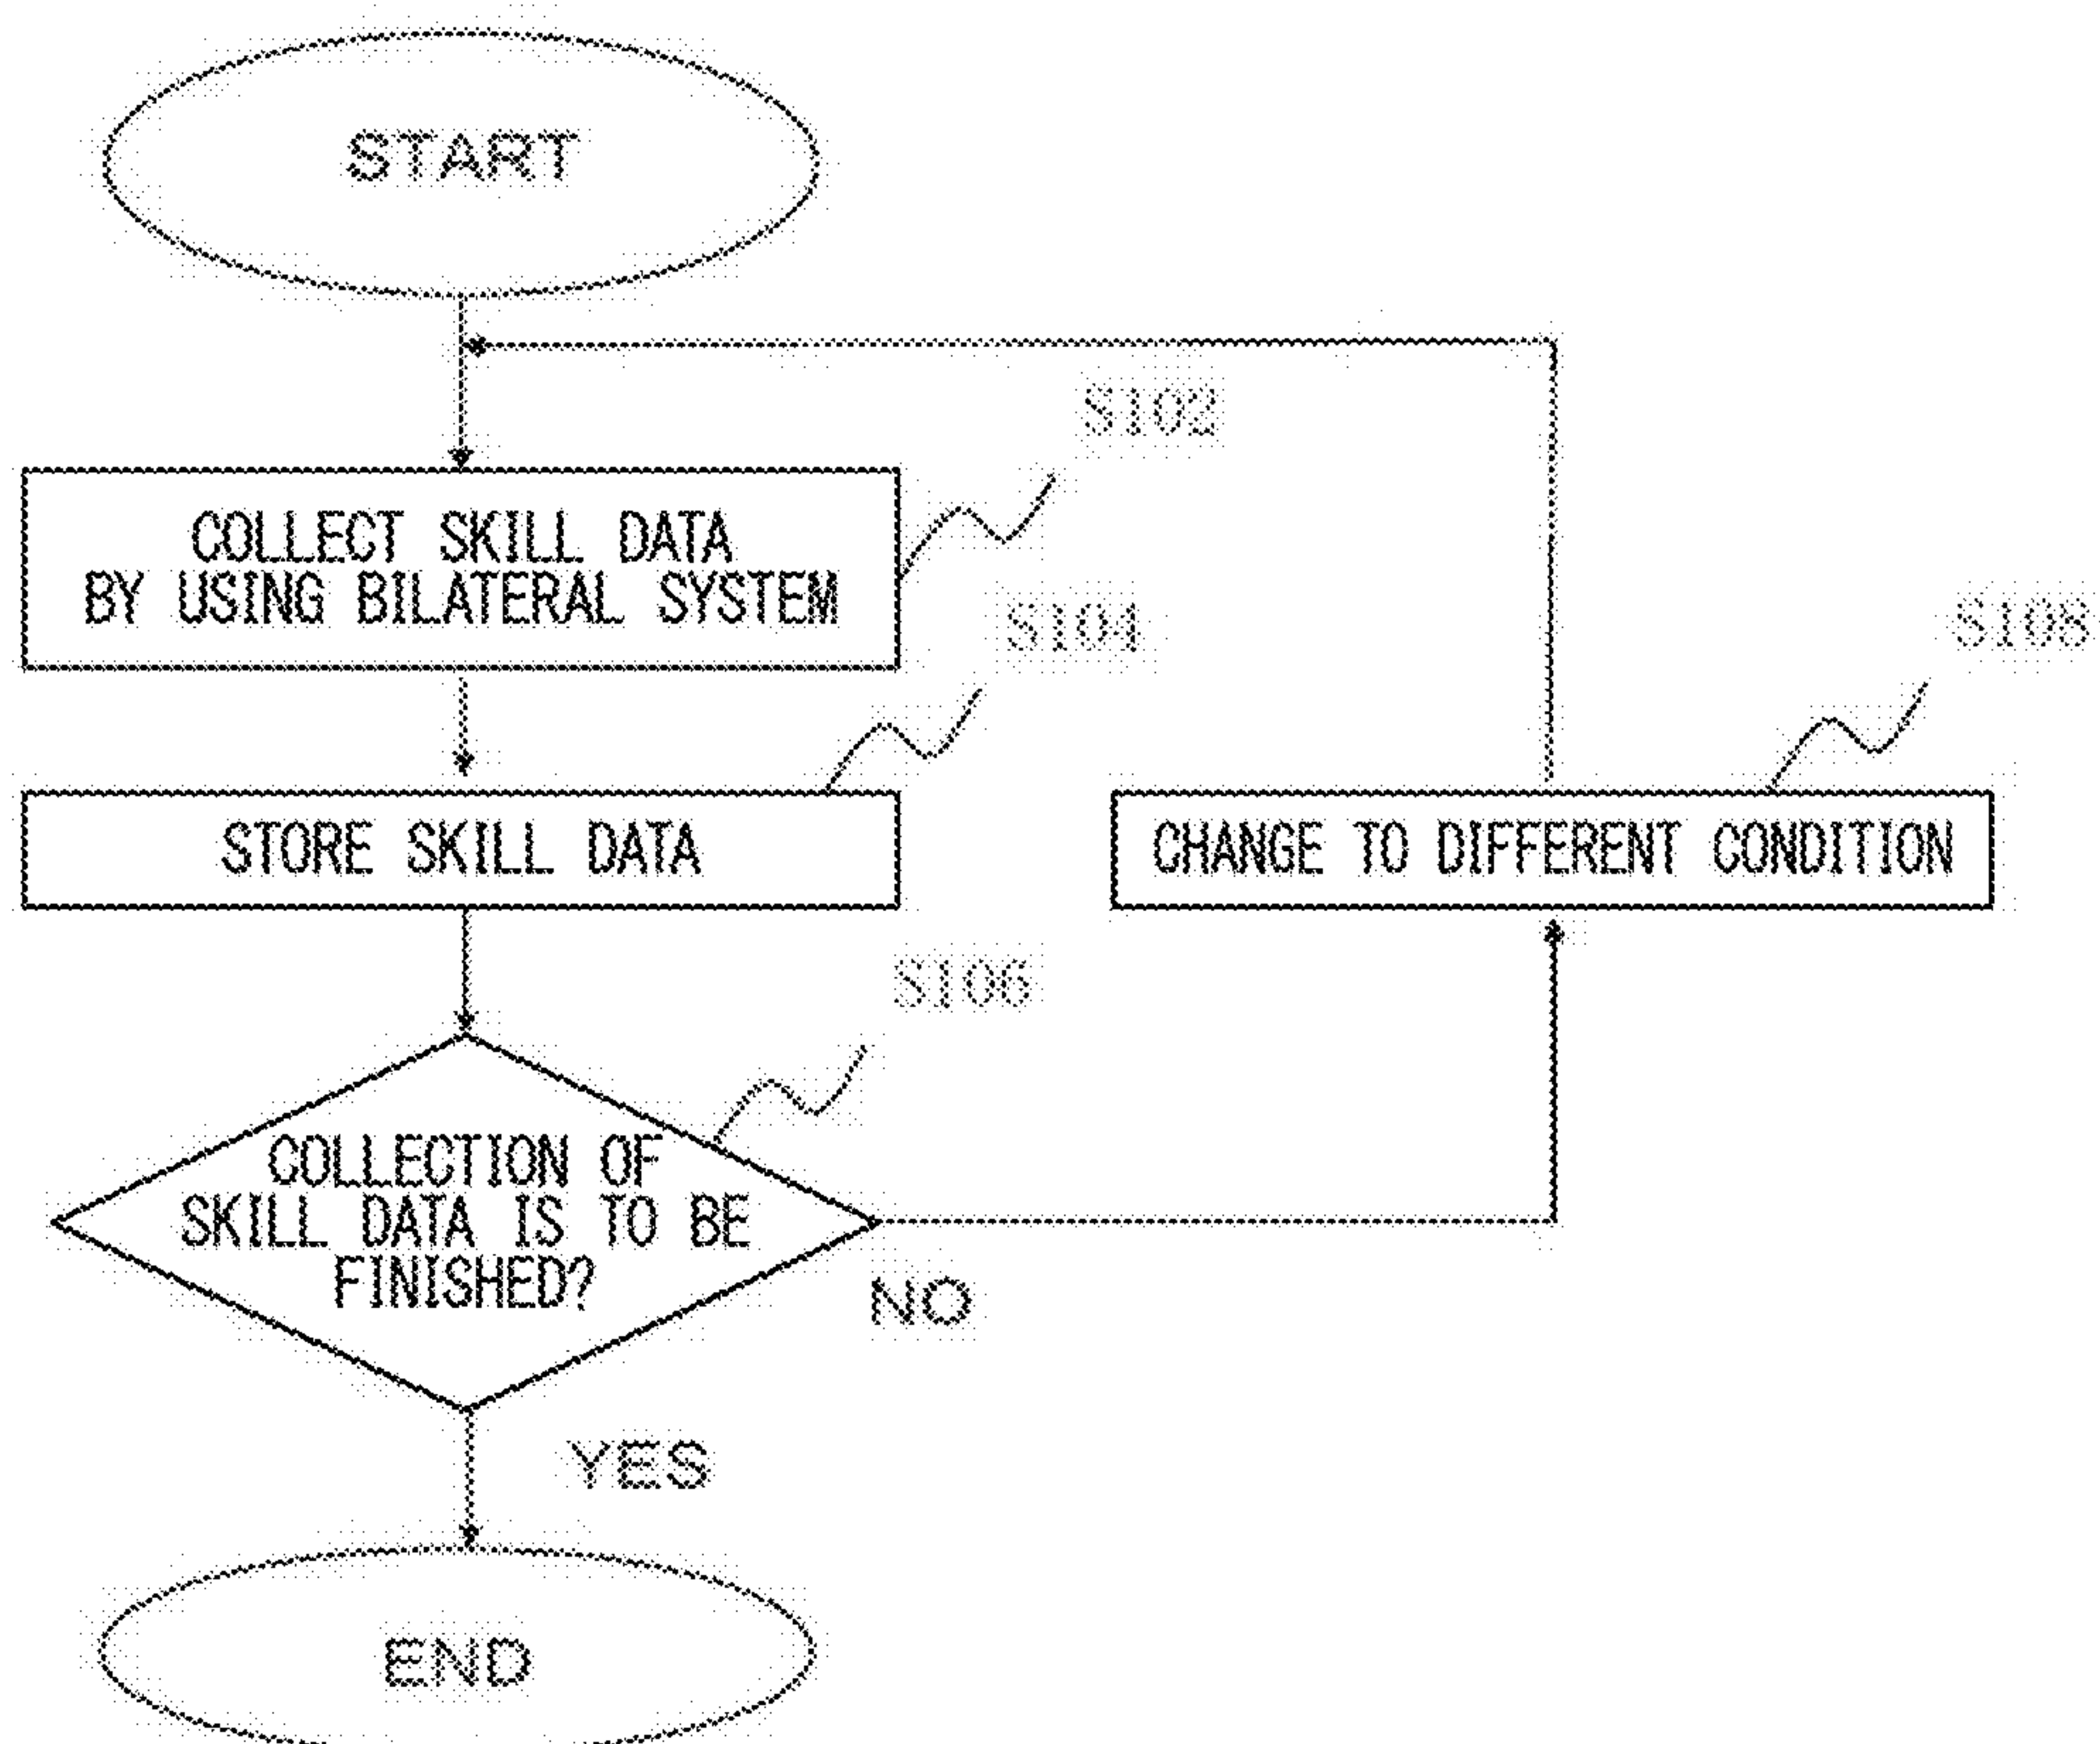 START
S102
COLLECT SKILL DATA
BY USING BILATERAL SYSTEM
S104
S108
STORE SKILL DATA
CHANGE TO DIFFERENT CONDITION
S106
COLLECTION OF
SKILL DATA IS TO BE
FINISHED?
NO
YES
END